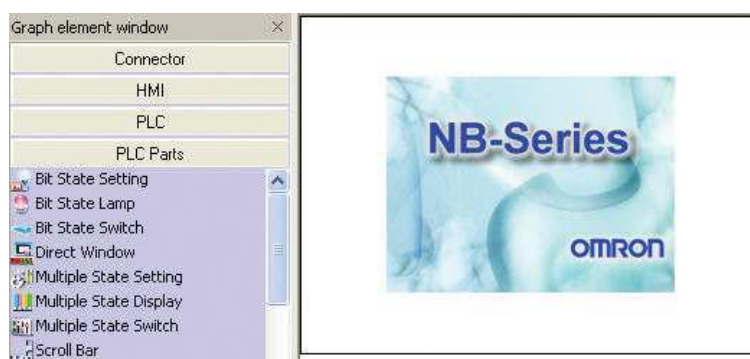 Graph element window
Connector
HMI
PLC
PLC Parts
Bit State Setting
Bit State Lamp
Bit State Switch
Direct Window
Multiple State Setting
Multiple State Display
Multiple State Switch
Scroll Bar
NB-Series
OMRON